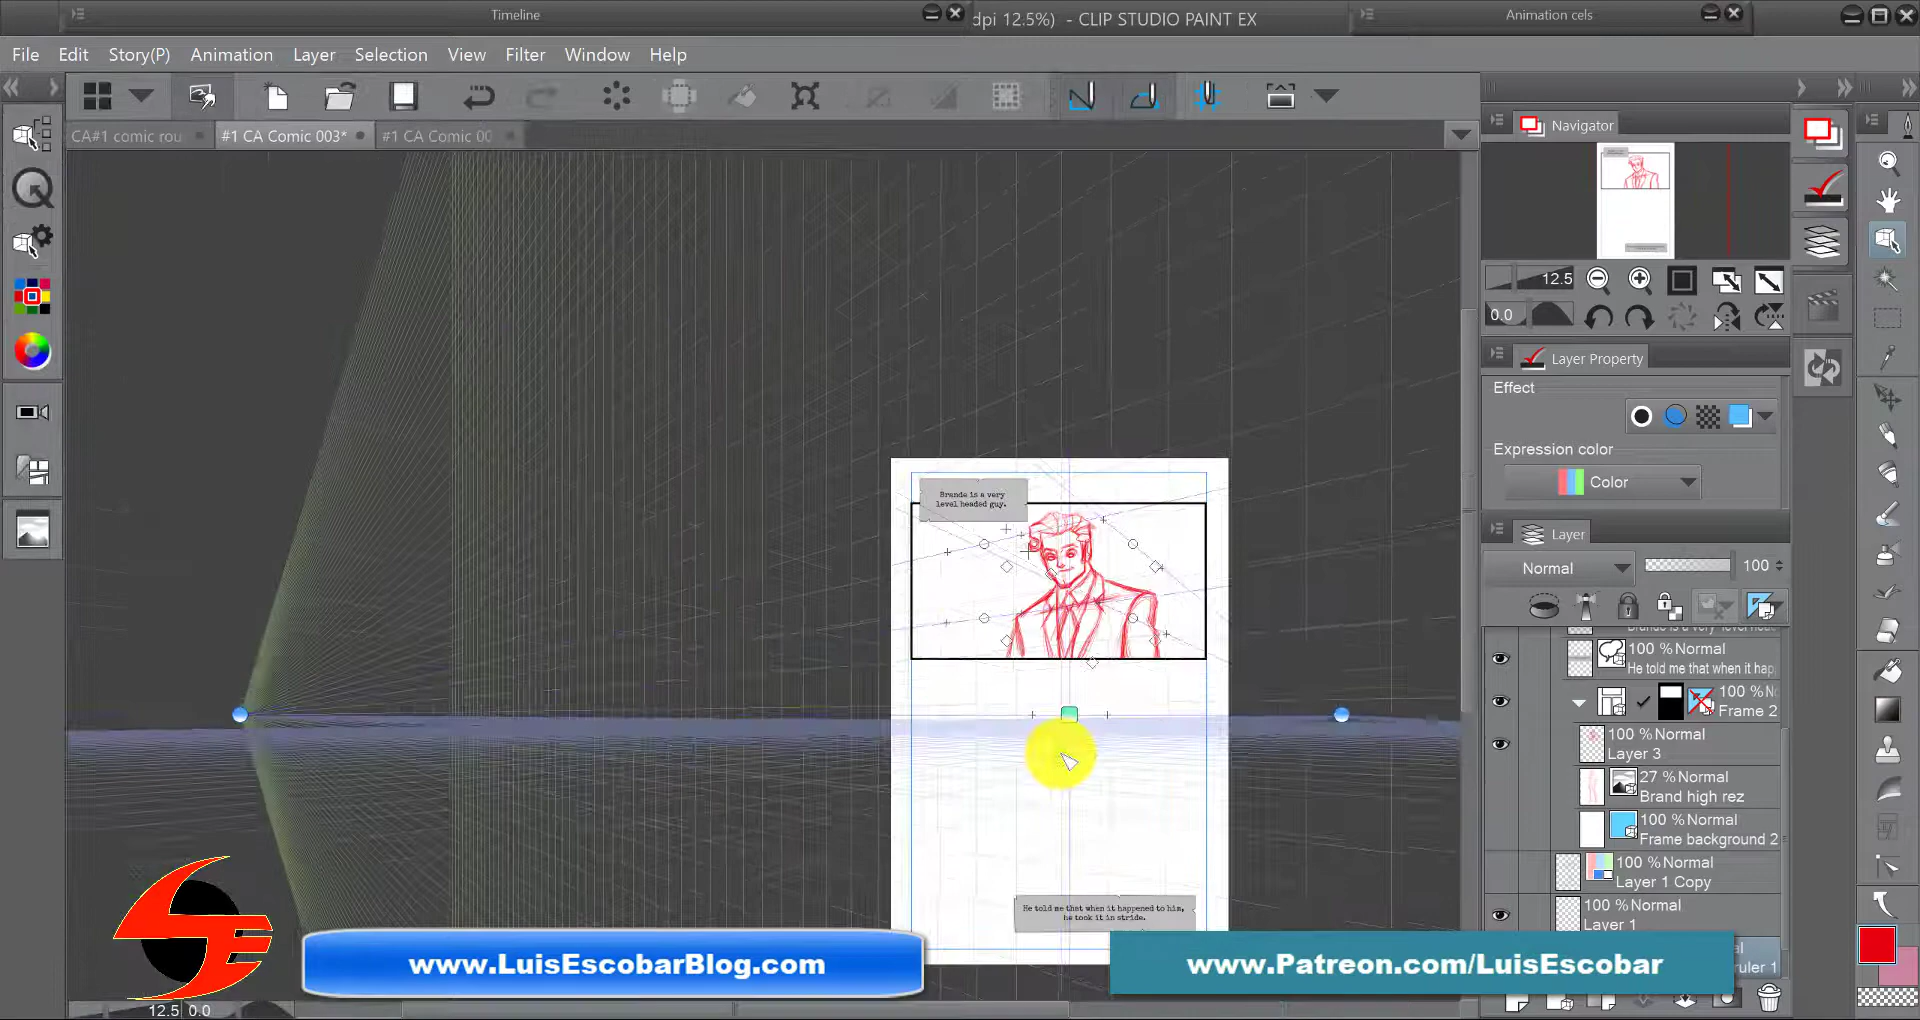 Timeline
dpi 12.5%) - CLIP STUDIO PAINT EX
Animation cels
File Edit Story(P) Animation Layer Selection View Filter Window Help
CA#1 comic rou
#1 CA Comic 003*
#1 CA Comic 00
Navigator
12.5
0.0
Layer Property
Effect
Expression color
Color
Layer
Normal
100
Brande is a very
level headed guy.
100 %Normal
He told me that when it hap
100 %
Frame 2
100 %Normal
Layer 3
27 %Normal
Brand high rez
100 %Normal
Frame background 2
100 %Normal
Layer 1 Copy
100 %Normal
Layer 1
ruler 1
He told me that when it happened to him,
he took it in stride.
www.LuisEscobarBlog.com
www.Patreon.com/LuisEscobar
12.5 0.0